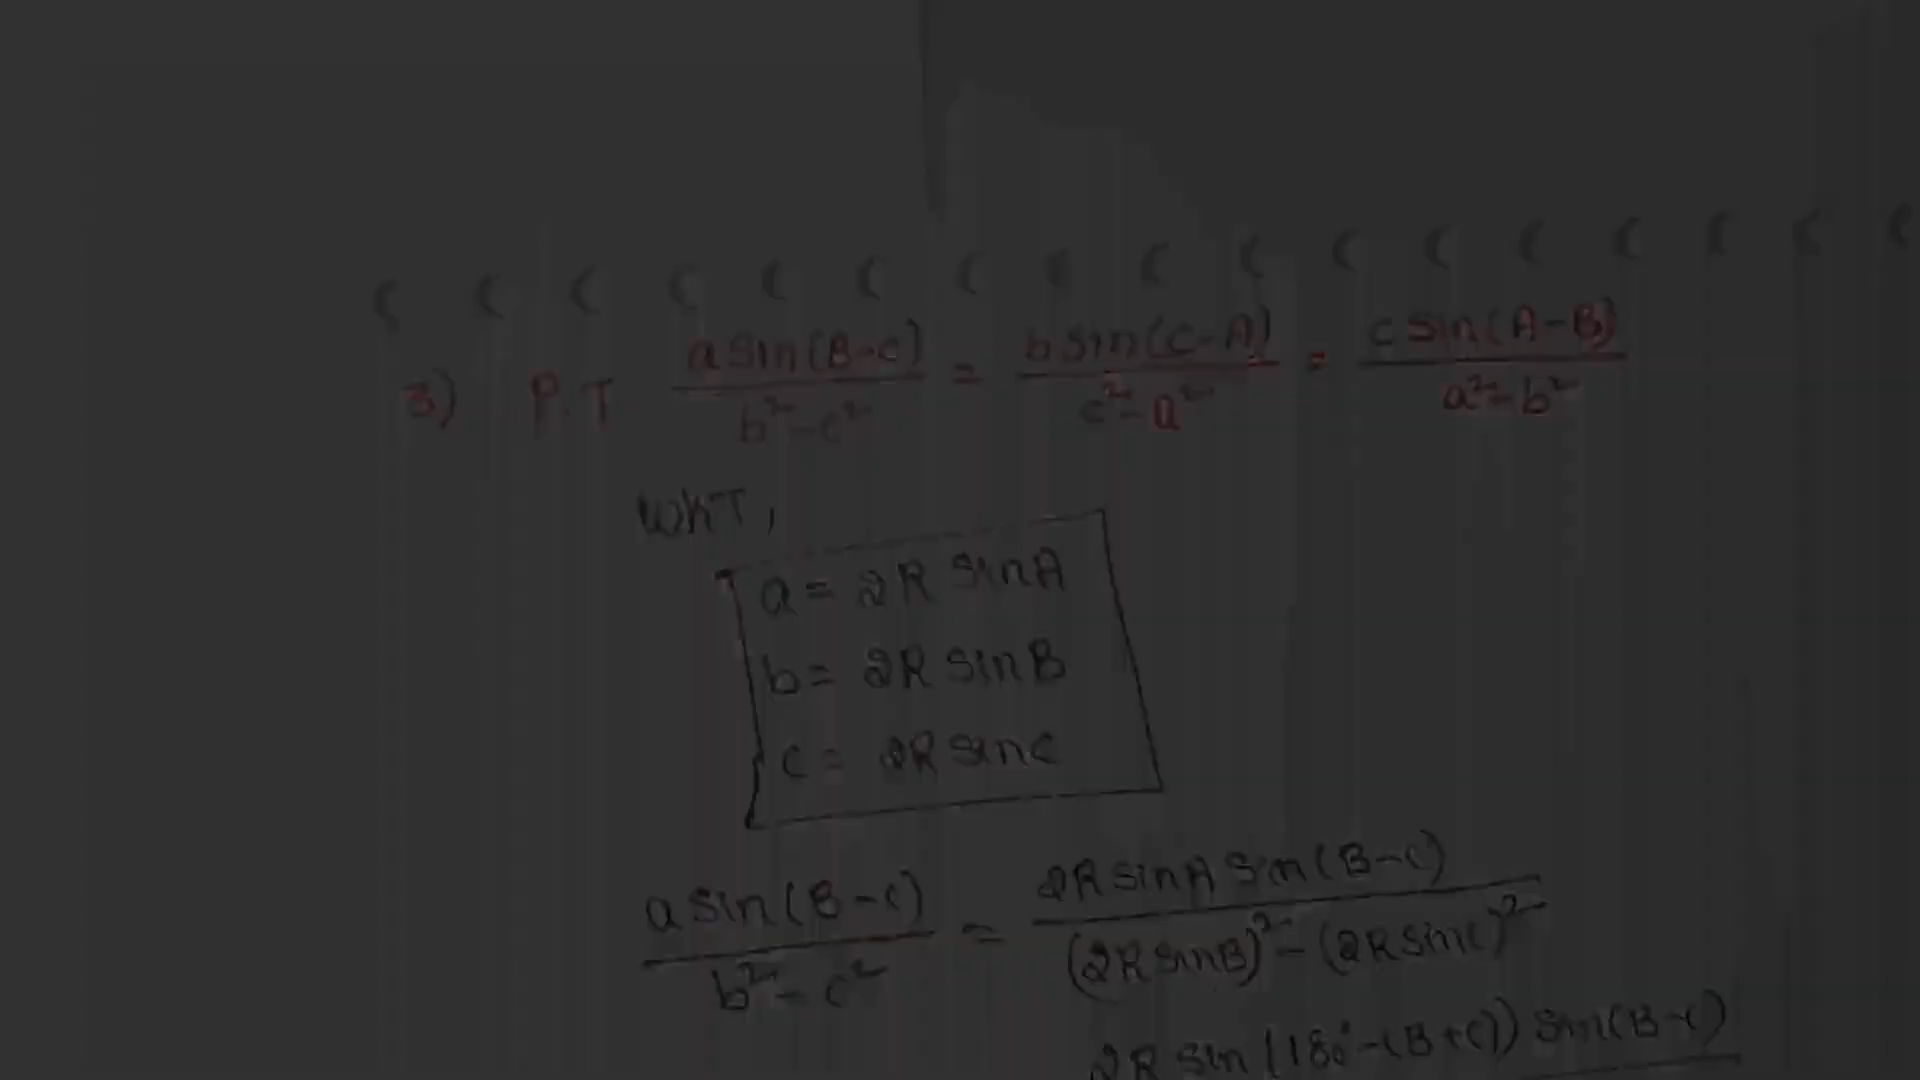 3) P.T a sin(B-C)/b²-c² = b sin(C-A)/c²-a² = c sin(A-B)/a²-b²
WKT,
a = 2R sinA
b = 2R sinB
c = 2R sinC
a sin(B-C)/b²-c² = 2R sinA sin(B-C)/(2R sinB)²-(2R sinC)²
2R sin(180°-(B+C)) sin(B-C)